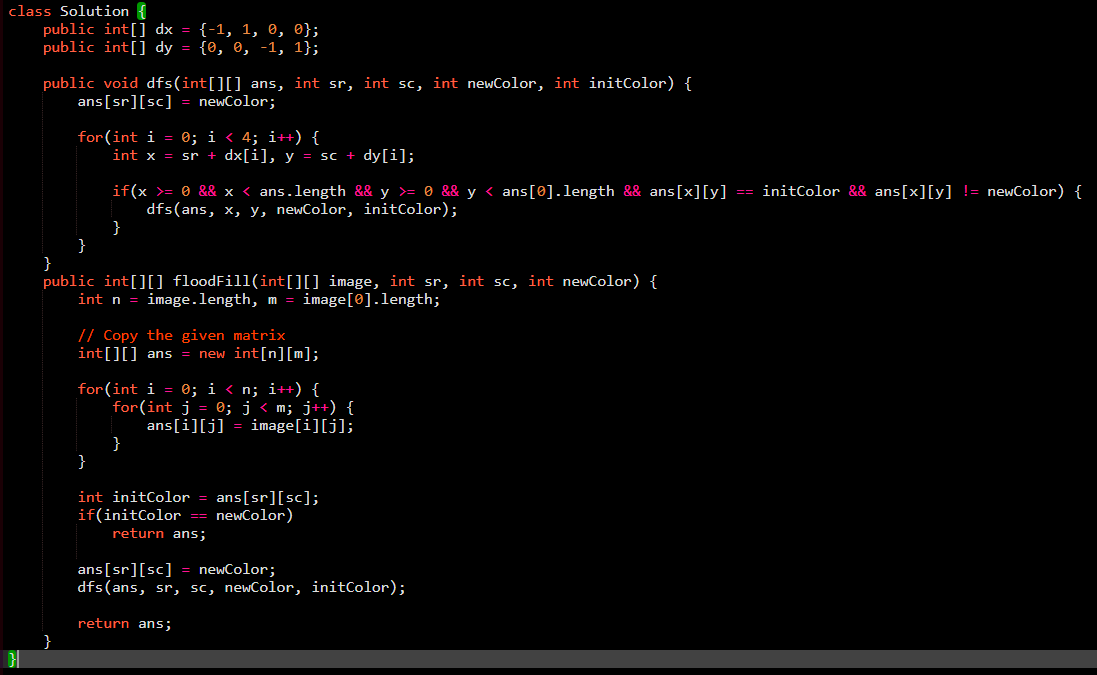 class Solution {
    public int[] dx = {-1, 1, 0, 0};
    public int[] dy = {0, 0, -1, 1};

    public void dfs(int[][] ans, int sr, int sc, int newColor, int initColor) {
        ans[sr][sc] = newColor;

        for(int i = 0; i < 4; i++) {
            int x = sr + dx[i], y = sc + dy[i];

            if(x >= 0 && x < ans.length && y >= 0 && y < ans[0].length && ans[x][y] == initColor && ans[x][y] != newColor) {
                dfs(ans, x, y, newColor, initColor);
            }
        }
    }
    public int[][] floodFill(int[][] image, int sr, int sc, int newColor) {
        int n = image.length, m = image[0].length;

        // Copy the given matrix
        int[][] ans = new int[n][m];

        for(int i = 0; i < n; i++) {
            for(int j = 0; j < m; j++) {
                ans[i][j] = image[i][j];
            }
        }

        int initColor = ans[sr][sc];
        if(initColor == newColor)
            return ans;

        ans[sr][sc] = newColor;
        dfs(ans, sr, sc, newColor, initColor);

        return ans;
    }
}